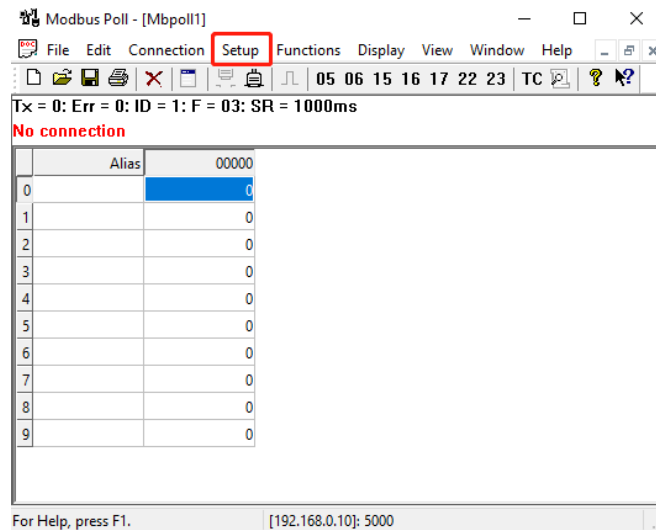 Modbus Poll - [Mbpoll1]
File Edit Connection Setup Functions Display View Window Help
05 06 15 16 17 22 23 TC
Tx = 0: Err = 0: ID = 1: F = 03: SR = 1000ms
No connection
Alias 00000
0 0
1 0
2 0
3 0
4 0
5 0
6 0
7 0
8 0
9 0
For Help, press F1. [192.168.0.10]: 5000